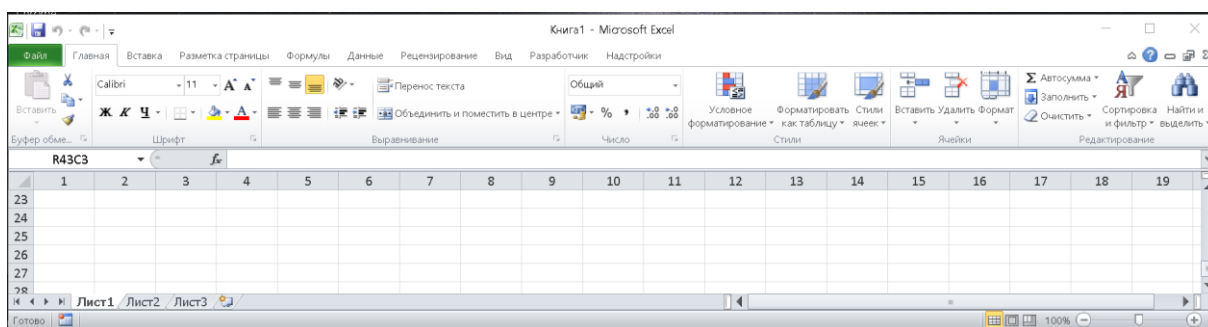 Книга1 - Microsoft Excel
Файл Главная Вставка Разметка страницы Формулы Данные Рецензирование Вид Разработчик Надстройки
Calibri 11 A A Перенос текста Общий
Вставить Ж К Ч А Объединить и поместить в центре % Условное форматирование Форматировать как таблицу Стили ячеек Вставить Удалить Формат Σ Автосумма Заполнить Очистить Сортировка и фильтр Найти и выделить
Буфер обме... Шрифт Выравнивание Число Стили Ячейки Редактирование
R43C3 fx
1 2 3 4 5 6 7 8 9 10 11 12 13 14 15 16 17 18 19
23
24
25
26
27
28
Лист1 Лист2 Лист3
Готово 100%